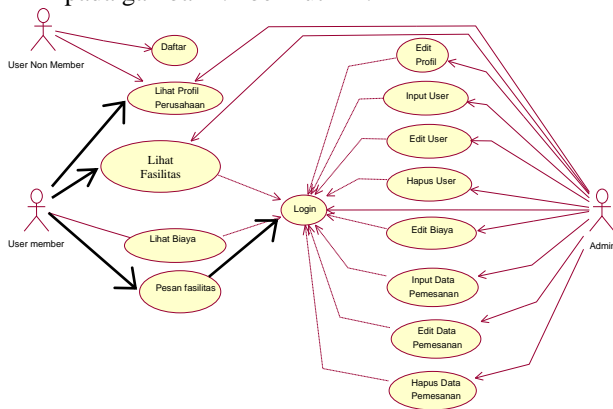 User Non Member
Daftar
Lihat Profil
Perusahaan
Lihat
Fasilitas
User member
Lihat Biaya
Pesan fasilitas
Login
Edit
Profil
Input User
Edit User
Hapus User
Edit Biaya
Input Data
Pemesanan
Edit Data
Pemesanan
Hapus Data
Pemesanan
Admin